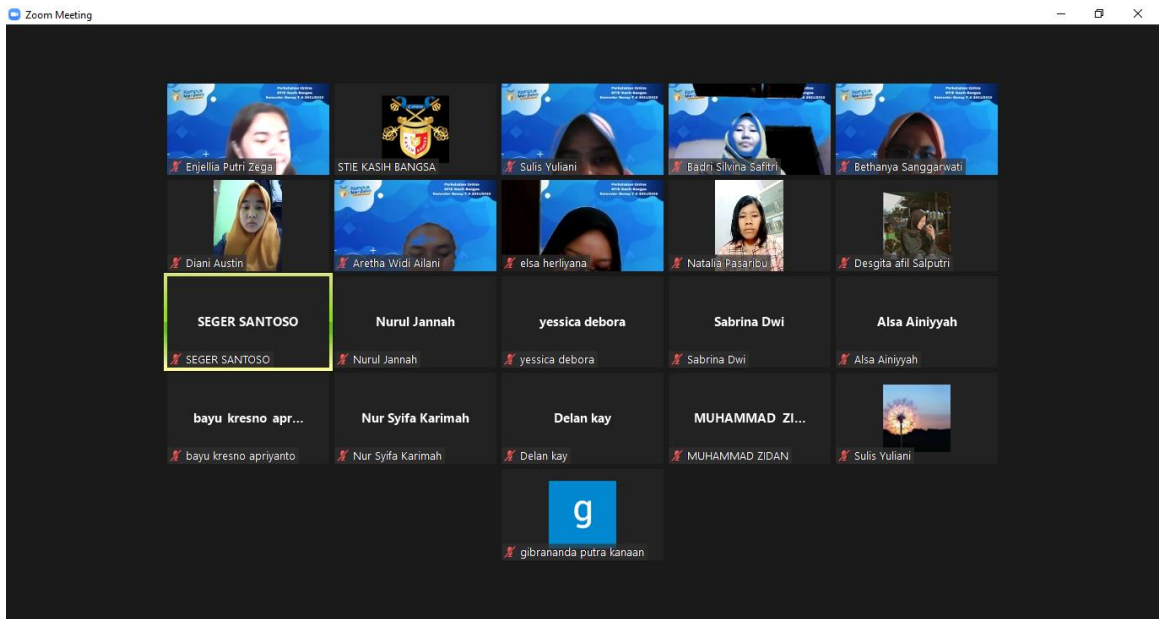 Zoom Meeting
Enjellia Putri Zega
STIE KASIH BANGSA
Sulis Yuliani
Badri Silvina Safitri
Bethanya Sanggarwati
Diani Austin
Aretha Widi Ailani
elsa herliyana
Natalia Pasaribu
Desgita afil Salputri
SEGER SANTOSO
SEGER SANTOSO
Nurul Jannah
Nurul Jannah
yessica debora
yessica debora
Sabrina Dwi
Sabrina Dwi
Alsa Ainiyyah
Alsa Ainiyyah
bayu kresno apr...
bayu kresno apriyanto
Nur Syifa Karimah
Nur Syifa Karimah
Delan kay
Delan kay
MUHAMMAD ZI...
MUHAMMAD ZIDAN
Sulis Yuliani
g
gibrananda putra kanaan